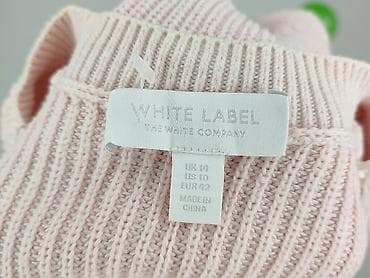 WHITE LABEL
THE WHITE COMPANY
UK 14
US 10
EUR 42
MADE IN
CHINA